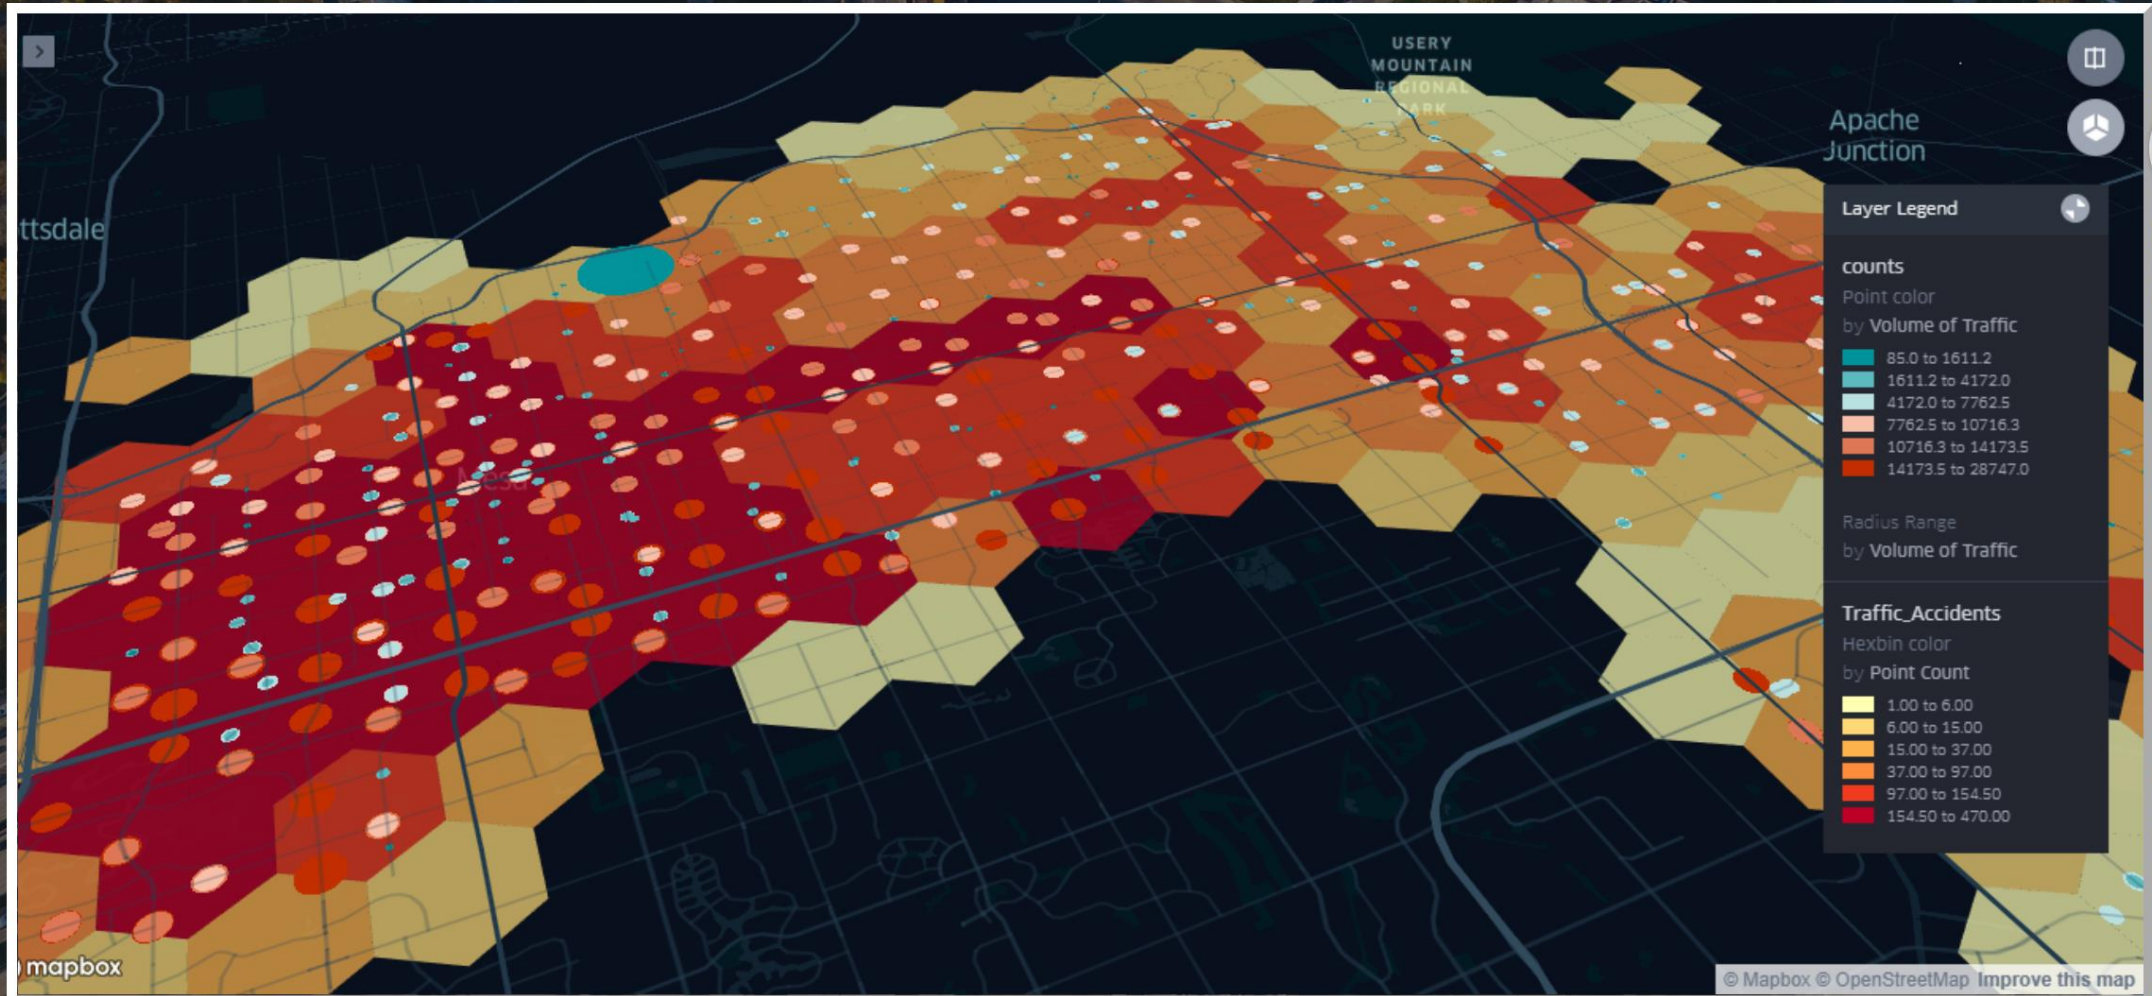 USERY
MOUNTAIN
REGIONAL
PARK
Apache
Junction
ttsdale
Mesa
Layer Legend
counts
Point color
by Volume of Traffic
85.0 to 1611.2
1611.2 to 4172.0
4172.0 to 7762.5
7762.5 to 10716.3
10716.3 to 14173.5
14173.5 to 28747.0
Radius Range
by Volume of Traffic
Traffic_Accidents
Hexbin color
by Point Count
1.00 to 6.00
6.00 to 15.00
15.00 to 37.00
37.00 to 97.00
97.00 to 154.50
154.50 to 470.00
mapbox
© Mapbox © OpenStreetMap Improve this map